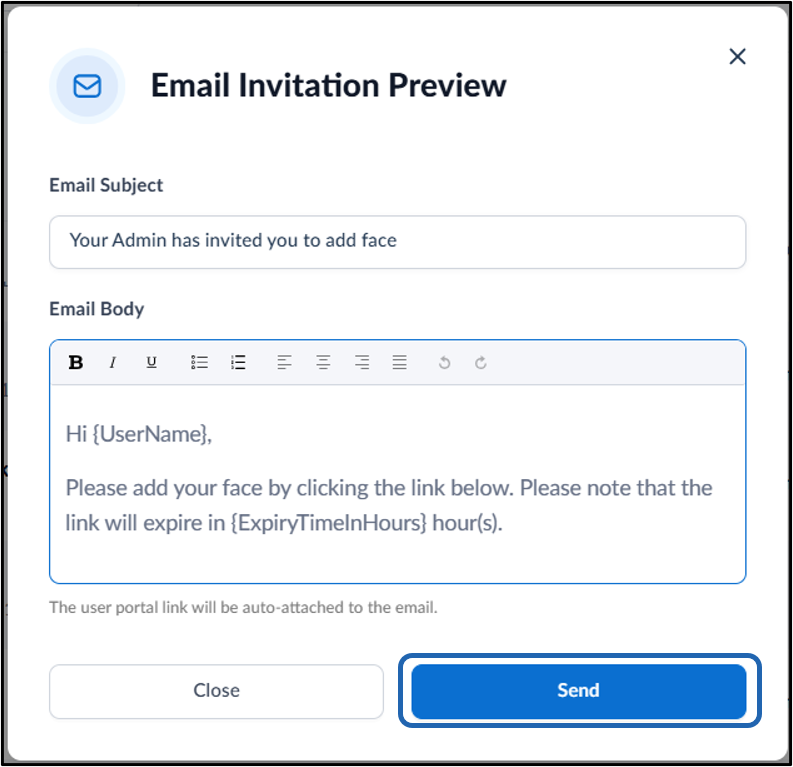 Email Invitation Preview
Email Subject
Your Admin has invited you to add face
Email Body
B I U
Hi {UserName},
Please add your face by clicking the link below. Please note that the
link will expire in {ExpiryTimeInHours} hour(s).
The user portal link will be auto-attached to the email.
Close Send